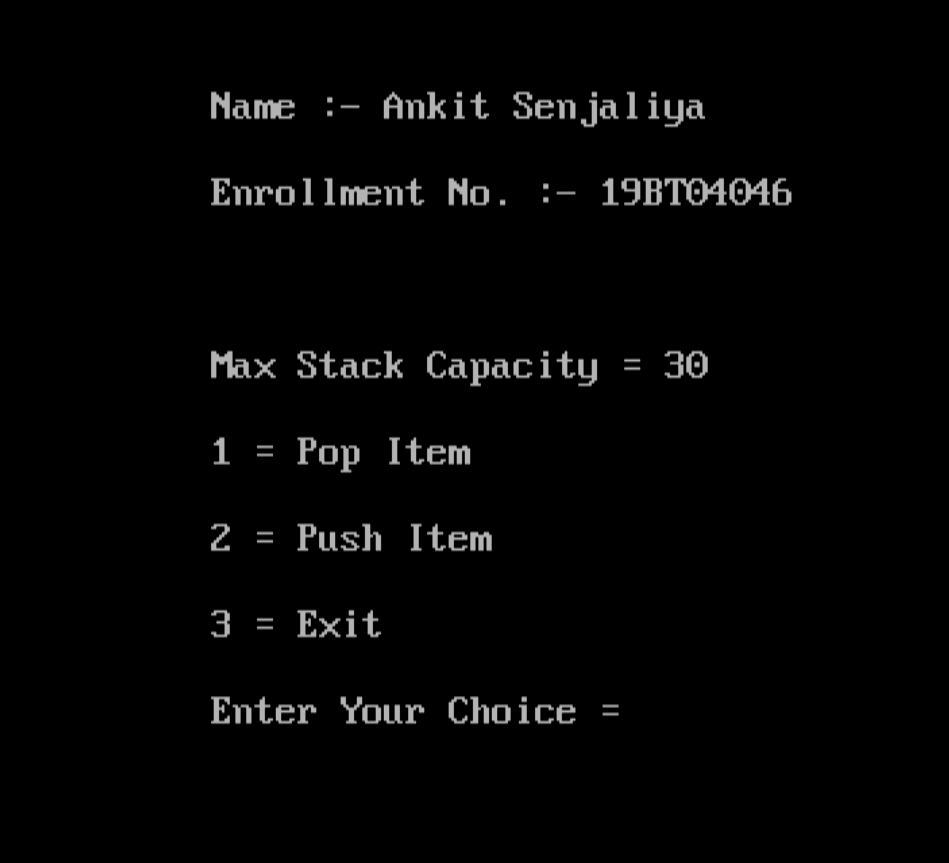 Name :- Ankit Senjaliya
Enrollment No. :- 19BT04046
Max Stack Capacity = 30
1 = Pop Item
2 = Push Item
3 = Exit
Enter Your Choice =